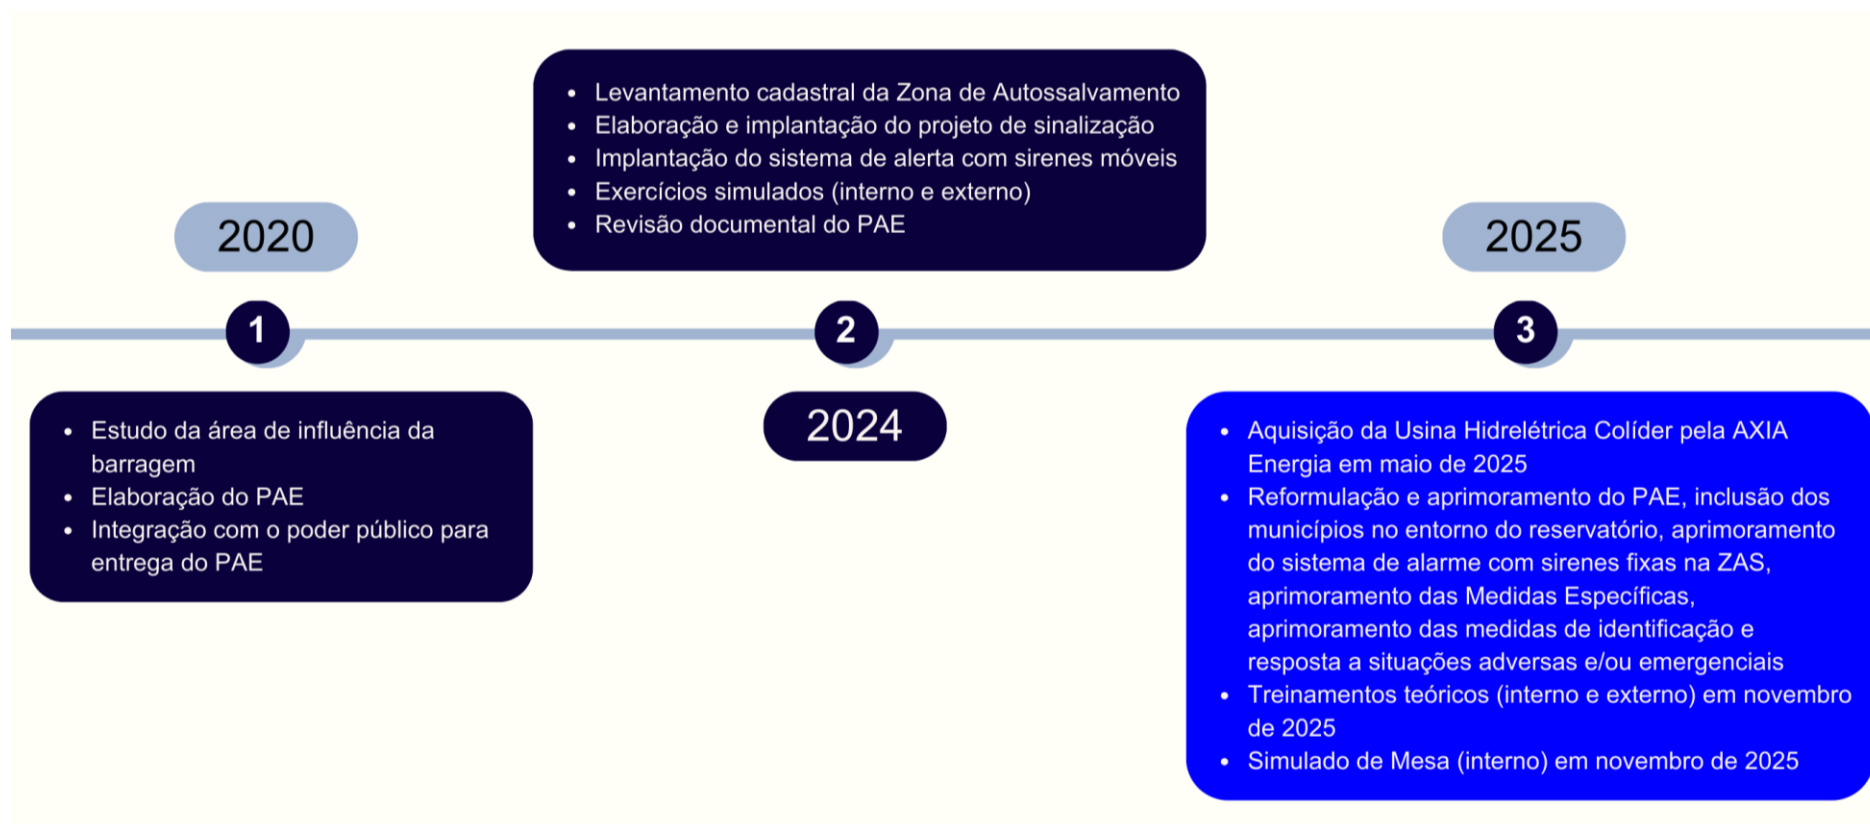 2020
1
• Estudo da área de influência da
barragem
• Elaboração do PAE
• Integração com o poder público para
entrega do PAE
• Levantamento cadastral da Zona de Autossalvamento
• Elaboração e implantação do projeto de sinalização
• Implantação do sistema de alerta com sirenes móveis
• Exercícios simulados (interno e externo)
• Revisão documental do PAE
2
2024
2025
3
• Aquisição da Usina Hidrelétrica Colíder pela AXIA
Energia em maio de 2025
• Reformulação e aprimoramento do PAE, inclusão dos
municípios no entorno do reservatório, aprimoramento
do sistema de alarme com sirenes fixas na ZAS,
aprimoramento das Medidas Específicas,
aprimoramento das medidas de identificação e
resposta a situações adversas e/ou emergenciais
• Treinamentos teóricos (interno e externo) em novembro
de 2025
• Simulado de Mesa (interno) em novembro de 2025